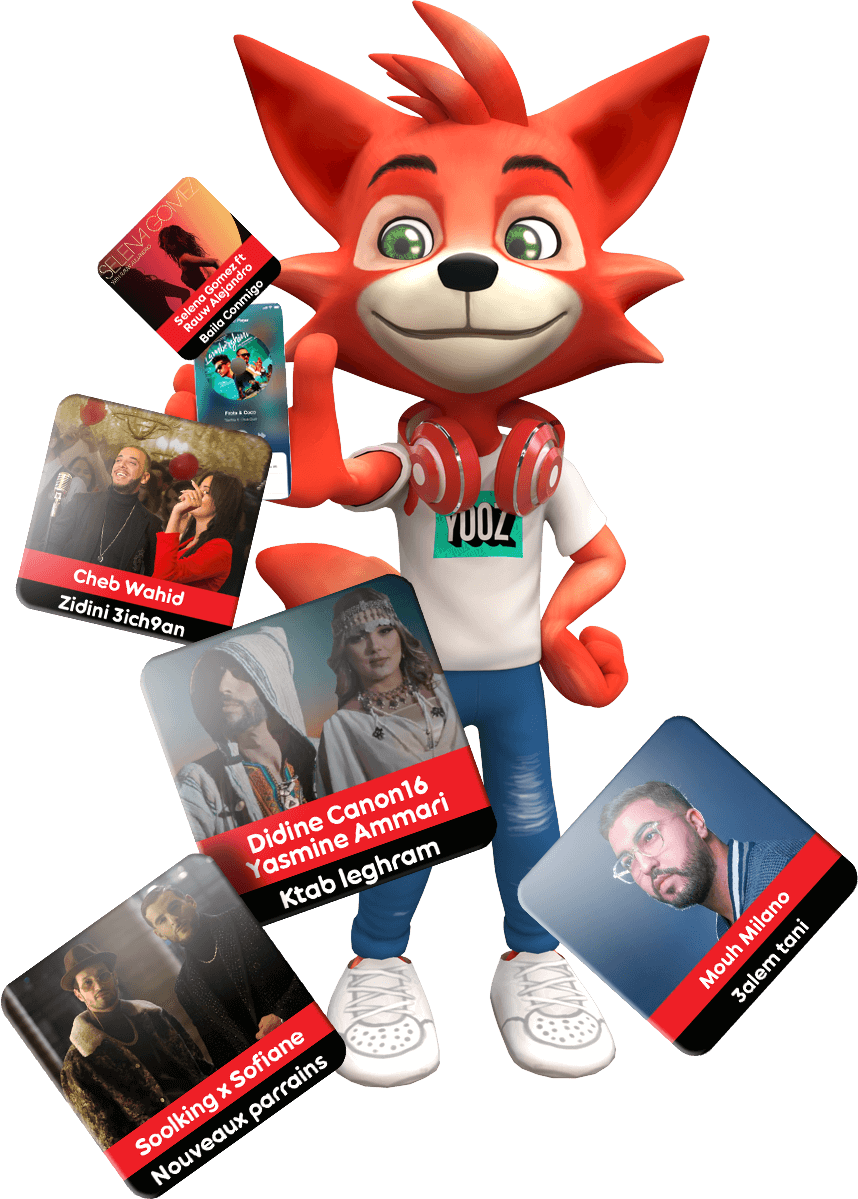 SELENA GOMEZ
Selena Gomez ft
Rauw Alejandro
Baila Conmigo
Cheb Wahid
Zidini 3ich9an
YOOZ
Didine Canon16
Yasmine Ammari
Ktab leghram
Mouh Milano
3alem tani
Soolking x Sofiane
Nouveaux parrains